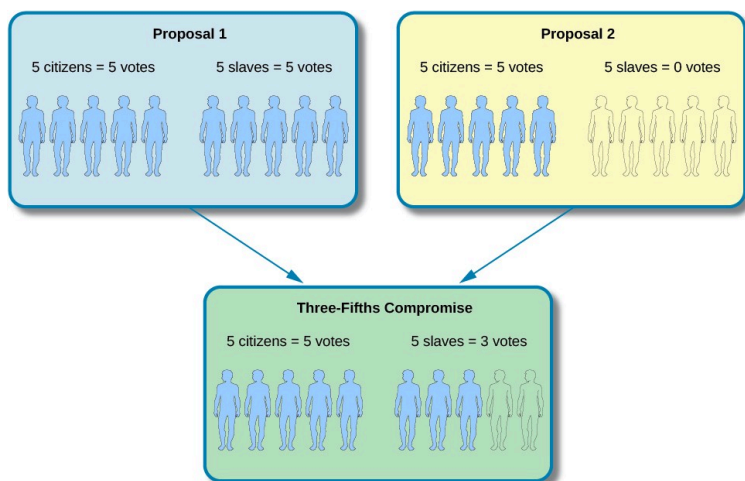 Proposal 1
5 citizens = 5 votes
5 slaves = 5 votes
Proposal 2
5 citizens = 5 votes
5 slaves = 0 votes
Three-Fifths Compromise
5 citizens = 5 votes
5 slaves = 3 votes